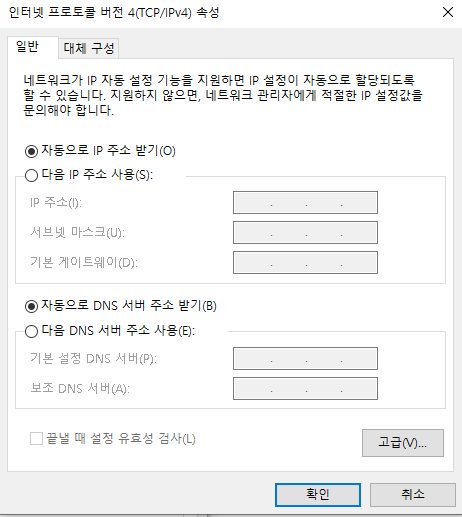 인터넷 프로토콜 버전 4(TCP/IPv4) 속성
일반
대체 구성
네트워크가 IP 자동 설정 기능을 지원하면 IP 설정이 자동으로 할당되도록
할 수 있습니다. 지원하지 않으면, 네트워크 관리자에게 적절한 IP 설정값을
문의해야 합니다.
자동으로 IP 주소 받기(O)
다음 IP 주소 사용(S):
IP 주소(I):
서브넷 마스크(U):
기본 게이트웨이(D):
자동으로 DNS 서버 주소 받기(B)
다음 DNS 서버 주소 사용(E):
기본 설정 DNS 서버(P):
보조 DNS 서버(A):
끝낼 때 설정 유효성 검사(L)
고급(V)...
확인
취소